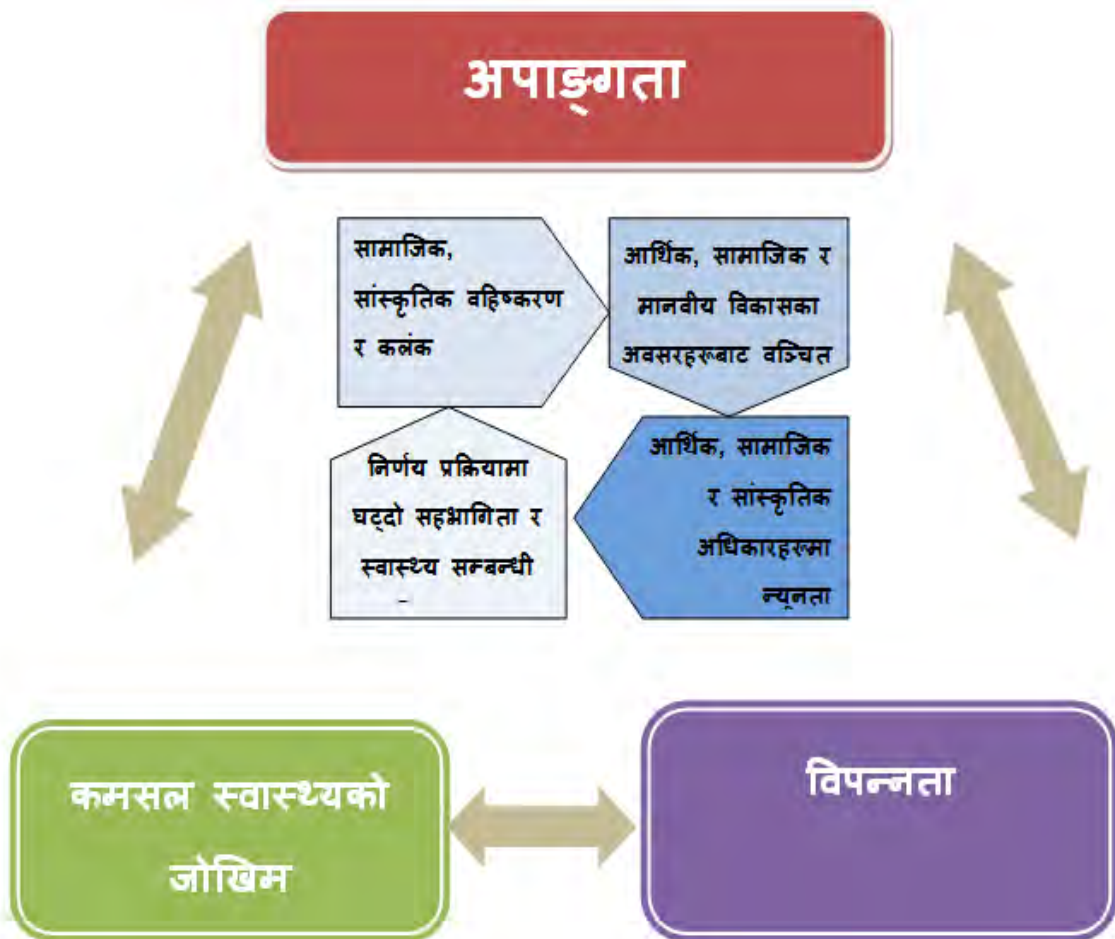 अपाङ्गता
सामाजिक,
सांस्कृतिक वहिष्करण
र कलंक
आर्थिक, सामाजिक र
मानवीय विकासका
अवसरहरूबाट वञ्चित
निर्णय प्रक्रियामा
घट्दो सहभागिता र
स्वास्थ्य सम्बन्धी
आर्थिक, सामाजिक
र सांस्कृतिक
अधिकारहरूमा
न्यूनता
कमसल स्वास्थ्यको
जोखिम
विपन्नता